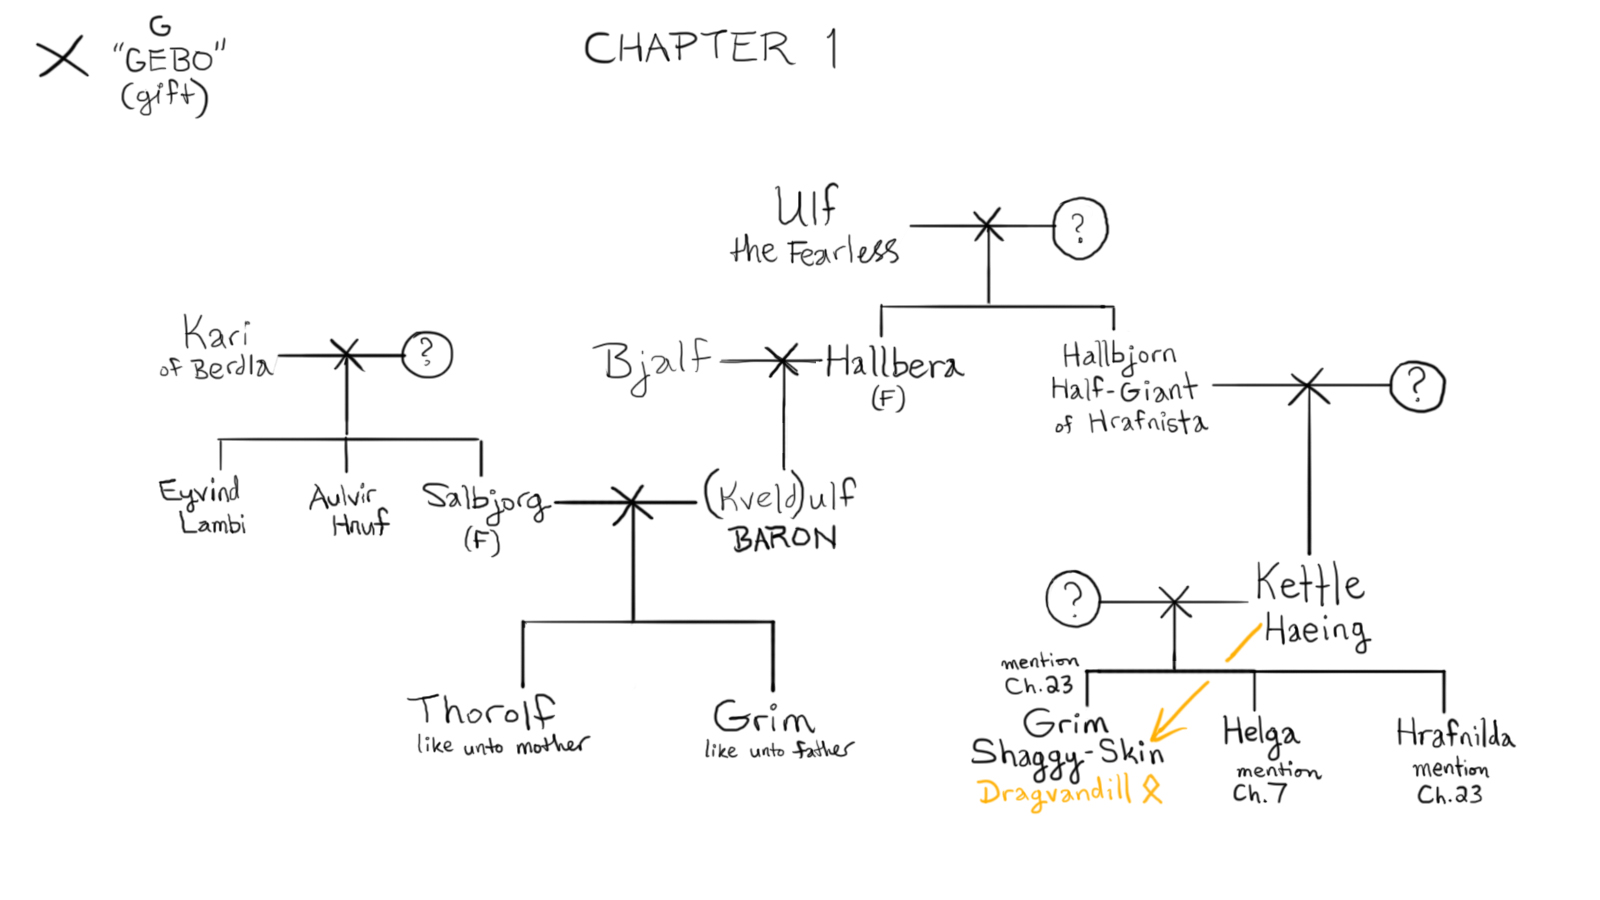 G
"GEBO"
(gift)
CHAPTER 1
Ulf
the Fearless
?
Kari
of Berdla
?
Bjalf
Hallbera
(F)
Hallbjorn
Half-Giant
of Hrafnista
?
Eyvind
Lambi
Aulvir
Hnuf
Salbjorg
(F)
(Kveld)ulf
BARON
?
Kettle
Haeing
Thorolf
like unto mother
Grim
like unto father
mention
Ch.23
Grim
Shaggy-Skin
Dragvandill ᛟ
Helga
mention
Ch.7
Hrafnilda
mention
Ch.23